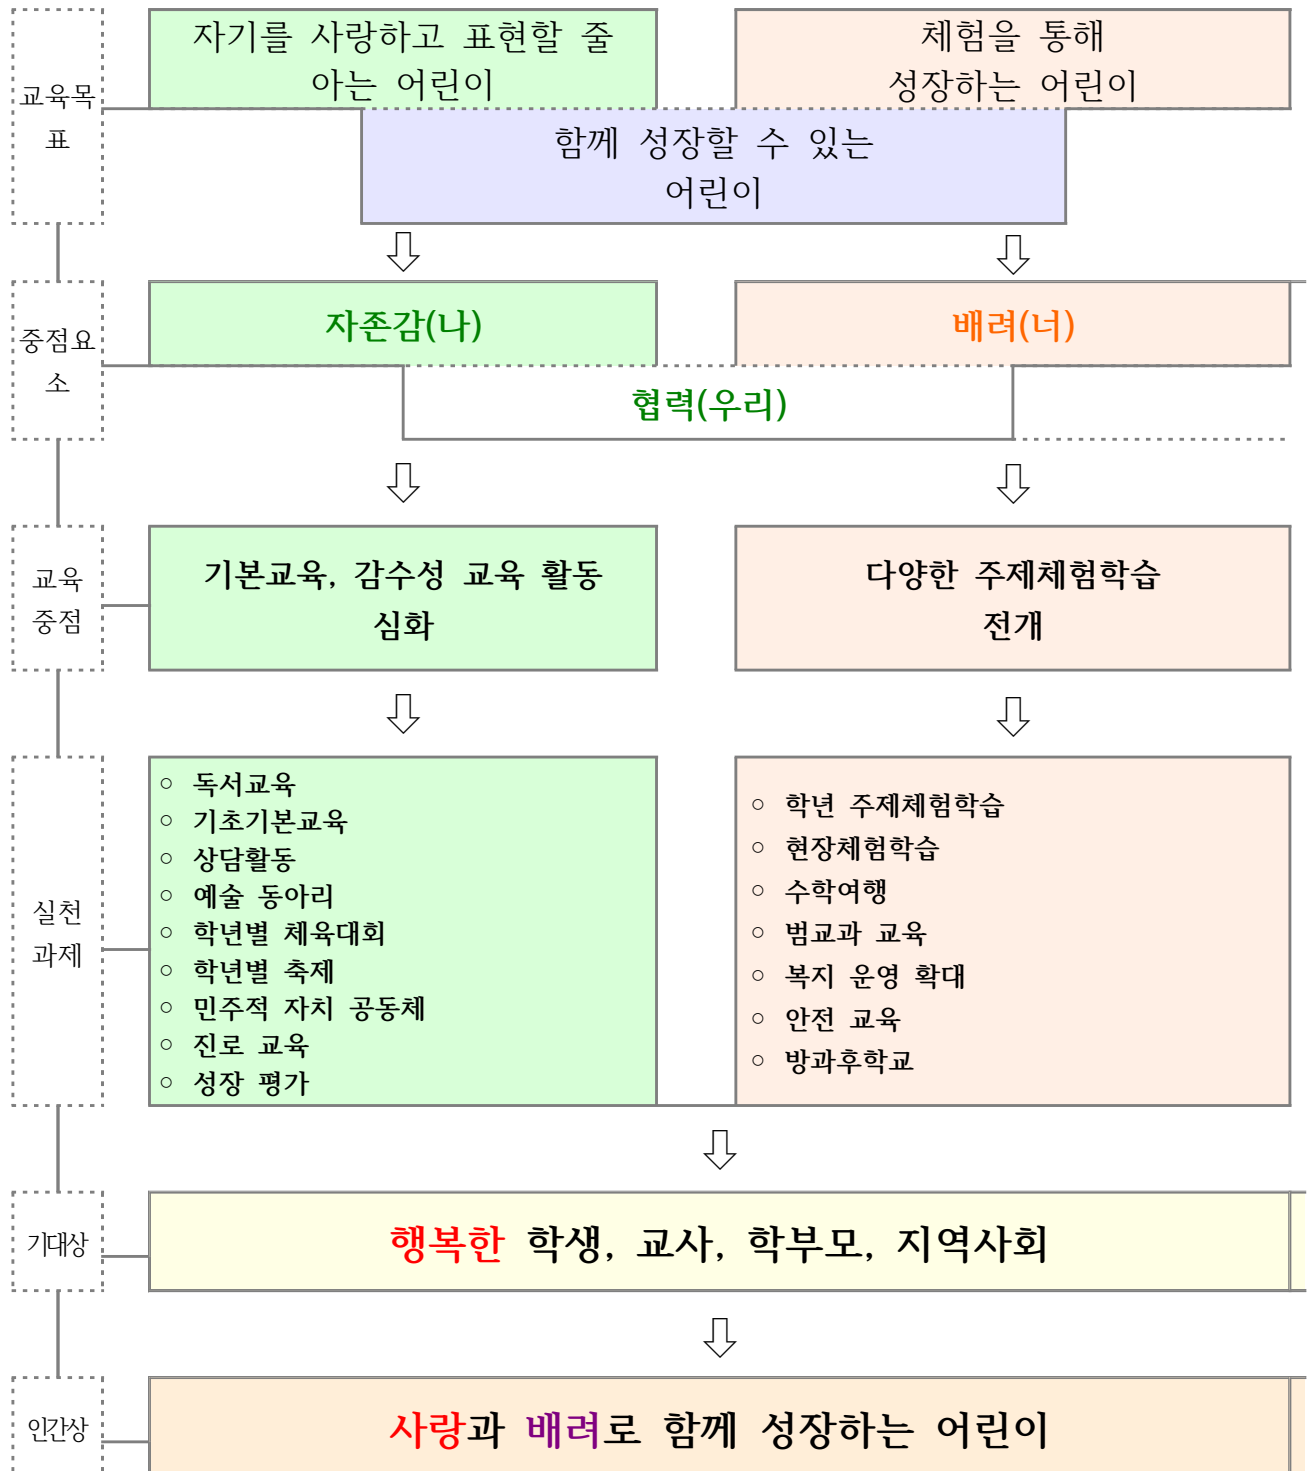 교육목
표
자기를 사랑하고 표현할 줄
아는 어린이
체험을 통해
성장하는 어린이
함께 성장할 수 있는
어린이
중점요
소
자존감(나)
배려(너)
협력(우리)
교육
중점
기본교육, 감수성 교육 활동
심화
다양한 주제체험학습
전개
실천
과제
○ 독서교육
○ 기초기본교육
○ 상담활동
○ 예술 동아리
○ 학년별 체육대회
○ 학년별 축제
○ 민주적 자치 공동체
○ 진로 교육
○ 성장 평가
○ 학년 주제체험학습
○ 현장체험학습
○ 수학여행
○ 범교과 교육
○ 복지 운영 확대
○ 안전 교육
○ 방과후학교
기대상
행복한 학생, 교사, 학부모, 지역사회
인간상
사랑과 배려로 함께 성장하는 어린이